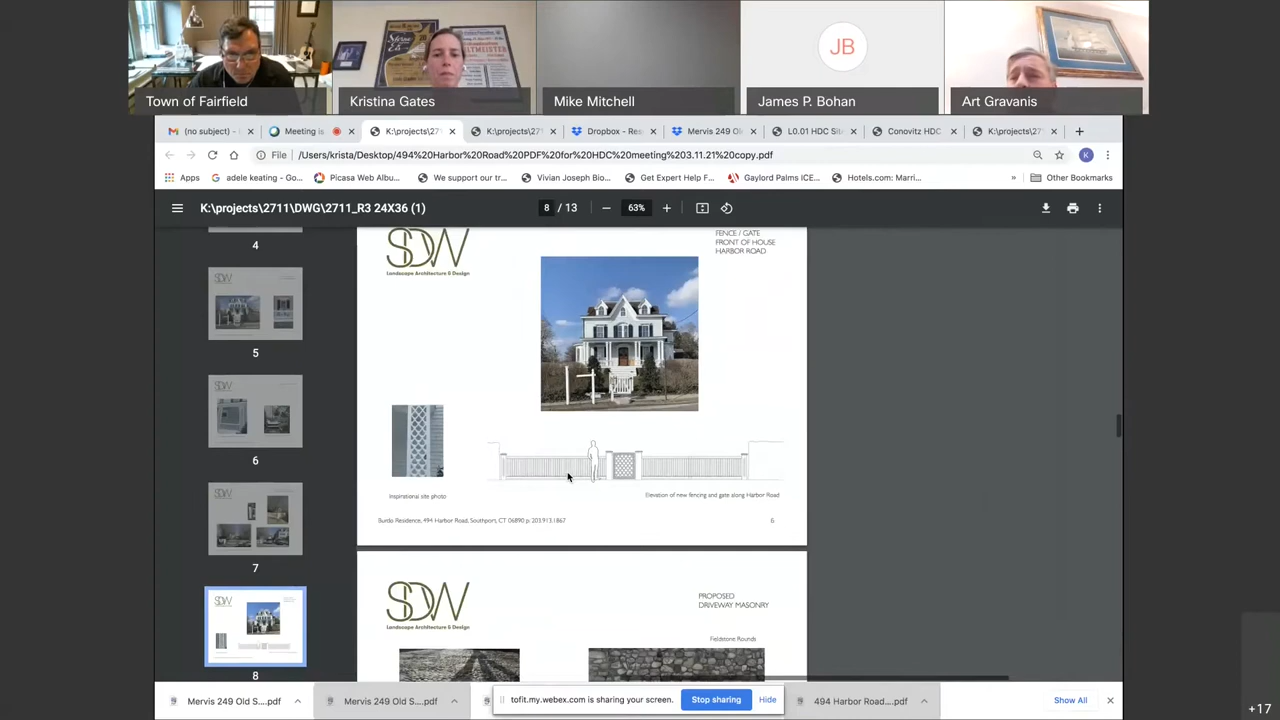 Town of Fairfield
Kristina Gates
Mike Mitchell
JB
James P. Bohan
Art Gravanis
(no subject) -
Meeting is
K:\projects\27
K:\projects\27
Dropbox - Res
Mervis 249 Ol
L0.01 HDC Sit
Conovitz HDC
K:\projects\27
File
/Users/krista/Desktop/494%20Harbor%20Road%20PDF%20for%20HDC%20meeting%203.11.21%20copy.pdf
K
Apps
adele keating - Go...
Picasa Web Albu...
We support our tr...
Vivian Joseph Bio...
Get Expert Help F...
Gaylord Palms ICE...
Hotels.com: Marri...
»
Other Bookmarks
K:\projects\2711\DWG\2711_R3 24X36 (1)
8 / 13
63%
4
5
6
7
8
SDW
Landscape Architecture & Design
FENCE / GATE
FRONT OF HOUSE
HARBOR ROAD
Inspirational site photo
Elevation of new fencing and gate along Harbor Road
Burdo Residence, 494 Harbor Road, Southport, CT 06890 p: 203.913.1867
6
SDW
Landscape Architecture & Design
PROPOSED
DRIVEWAY MASONRY
Fieldstone Rounds
Mervis 249 Old S....pdf
Mervis 249 Old S....pdf
tofit.my.webex.com is sharing your screen.
Stop sharing
Hide
494 Harbor Road....pdf
Show All
+17